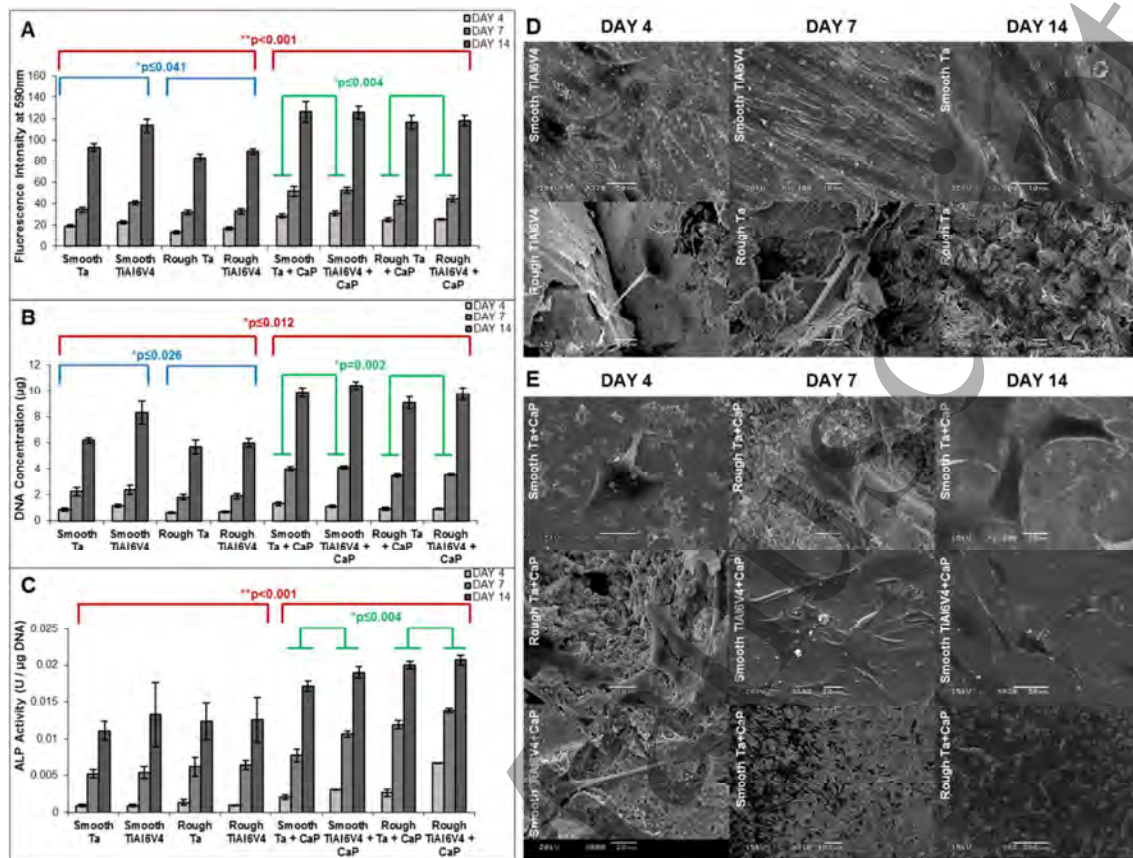 A
DAY 4
DAY 7
DAY 14
**p<0.001
*p≤0.041
*p≤0.004
Fluorescence Intensity at 590nm
160
140
120
100
80
60
40
20
0
Smooth Ta
Smooth TiAl6V4
Rough Ta
Rough TiAl6V4
Smooth Ta + CaP
Smooth TiAl6V4 + CaP
Rough Ta + CaP
Rough TiAl6V4 + CaP
B
DAY 4
DAY 7
DAY 14
*p≤0.012
*p≤0.026
*p=0.002
DNA Concentration (µg)
12
10
8
6
4
2
0
Smooth Ta
Smooth TiAl6V4
Rough Ta
Rough TiAl6V4
Smooth Ta + CaP
Smooth TiAl6V4 + CaP
Rough Ta + CaP
Rough TiAl6V4 + CaP
C
DAY 4
DAY 7
DAY 14
**p<0.001
*p≤0.004
ALP Activity (U / µg DNA)
0.025
0.02
0.015
0.01
0.005
0
Smooth Ta
Smooth TiAl6V4
Rough Ta
Rough TiAl6V4
Smooth Ta + CaP
Smooth TiAl6V4 + CaP
Rough Ta + CaP
Rough TiAl6V4 + CaP
D
DAY 4
DAY 7
DAY 14
Smooth TiAl6V4
Smooth TiAl6V4
Smooth Ta
Rough TiAl6V4
Rough Ta
Rough Ta
E
DAY 4
DAY 7
DAY 14
Smooth Ta+CaP
Rough Ta+CaP
Smooth Ta+CaP
Rough Ta+CaP
Smooth TiAl6V4+CaP
Smooth TiAl6V4+CaP
Smooth TiAl6V4+CaP
Smooth Ta+CaP
Rough Ta+CaP